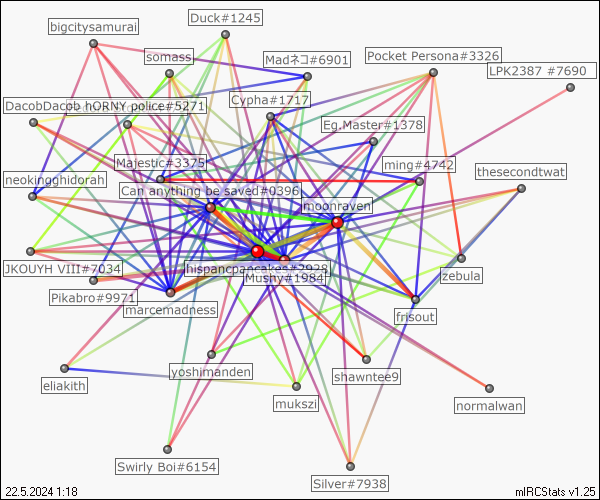 Duck#1245
bigcitysamurai
somass
Madネコ#6901
Pocket Persona#3326
LPK2387 #7690
DacobDacob
hORNY police#5271
Cypha#1717
Eg.Master#1378
Majestic#3375
ming#4742
neokingghidorah
Can anything be saved#0396
thesecondtwat
moonraven
JKOUYH VIII#7034
hispancpancakes#2928
Mushy#1984
zebula
Pikabro#9971
marcemadness
frisout
yoshimanden
shawntee9
eliakith
mukszi
normalwan
Swirly Boi#6154
Silver#7938
22.5.2024 1:18
mIRCStats v1.25